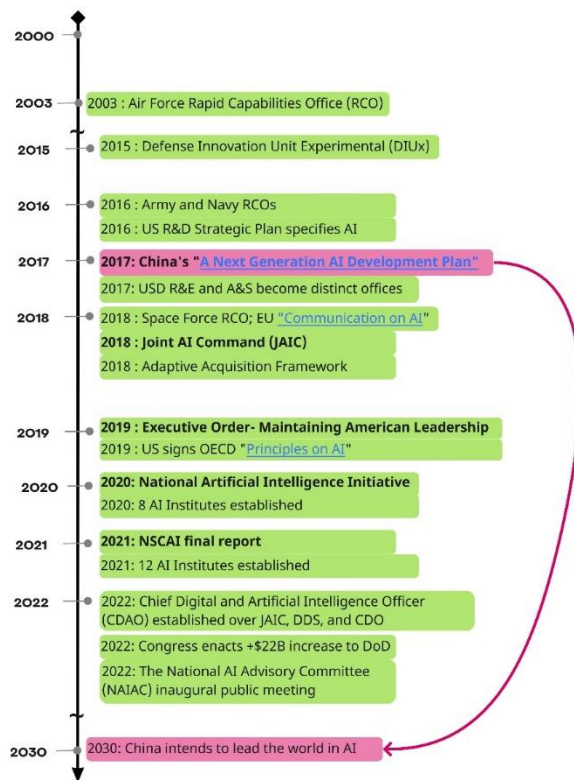 2000
2003
2003 : Air Force Rapid Capabilities Office (RCO)
2015
2015 : Defense Innovation Unit Experimental (DIUx)
2016
2016 : Army and Navy RCOs
2016 : US R&D Strategic Plan specifies AI
2017
2017: China's "A Next Generation AI Development Plan"
2017: USD R&E and A&S become distinct offices
2018
2018 : Space Force RCO; EU "Communication on AI"
2018 : Joint AI Command (JAIC)
2018 : Adaptive Acquisition Framework
2019
2019 : Executive Order- Maintaining American Leadership
2019 : US signs OECD "Principles on AI"
2020
2020: National Artificial Intelligence Initiative
2020: 8 AI Institutes established
2021
2021: NSCAI final report
2021: 12 AI Institutes established
2022
2022: Chief Digital and Artificial Intelligence Officer
(CDAO) established over JAIC, DDS, and CDO
2022: Congress enacts +$22B increase to DoD
2022: The National AI Advisory Committee
(NAIAC) inaugural public meeting
2030
2030: China intends to lead the world in AI